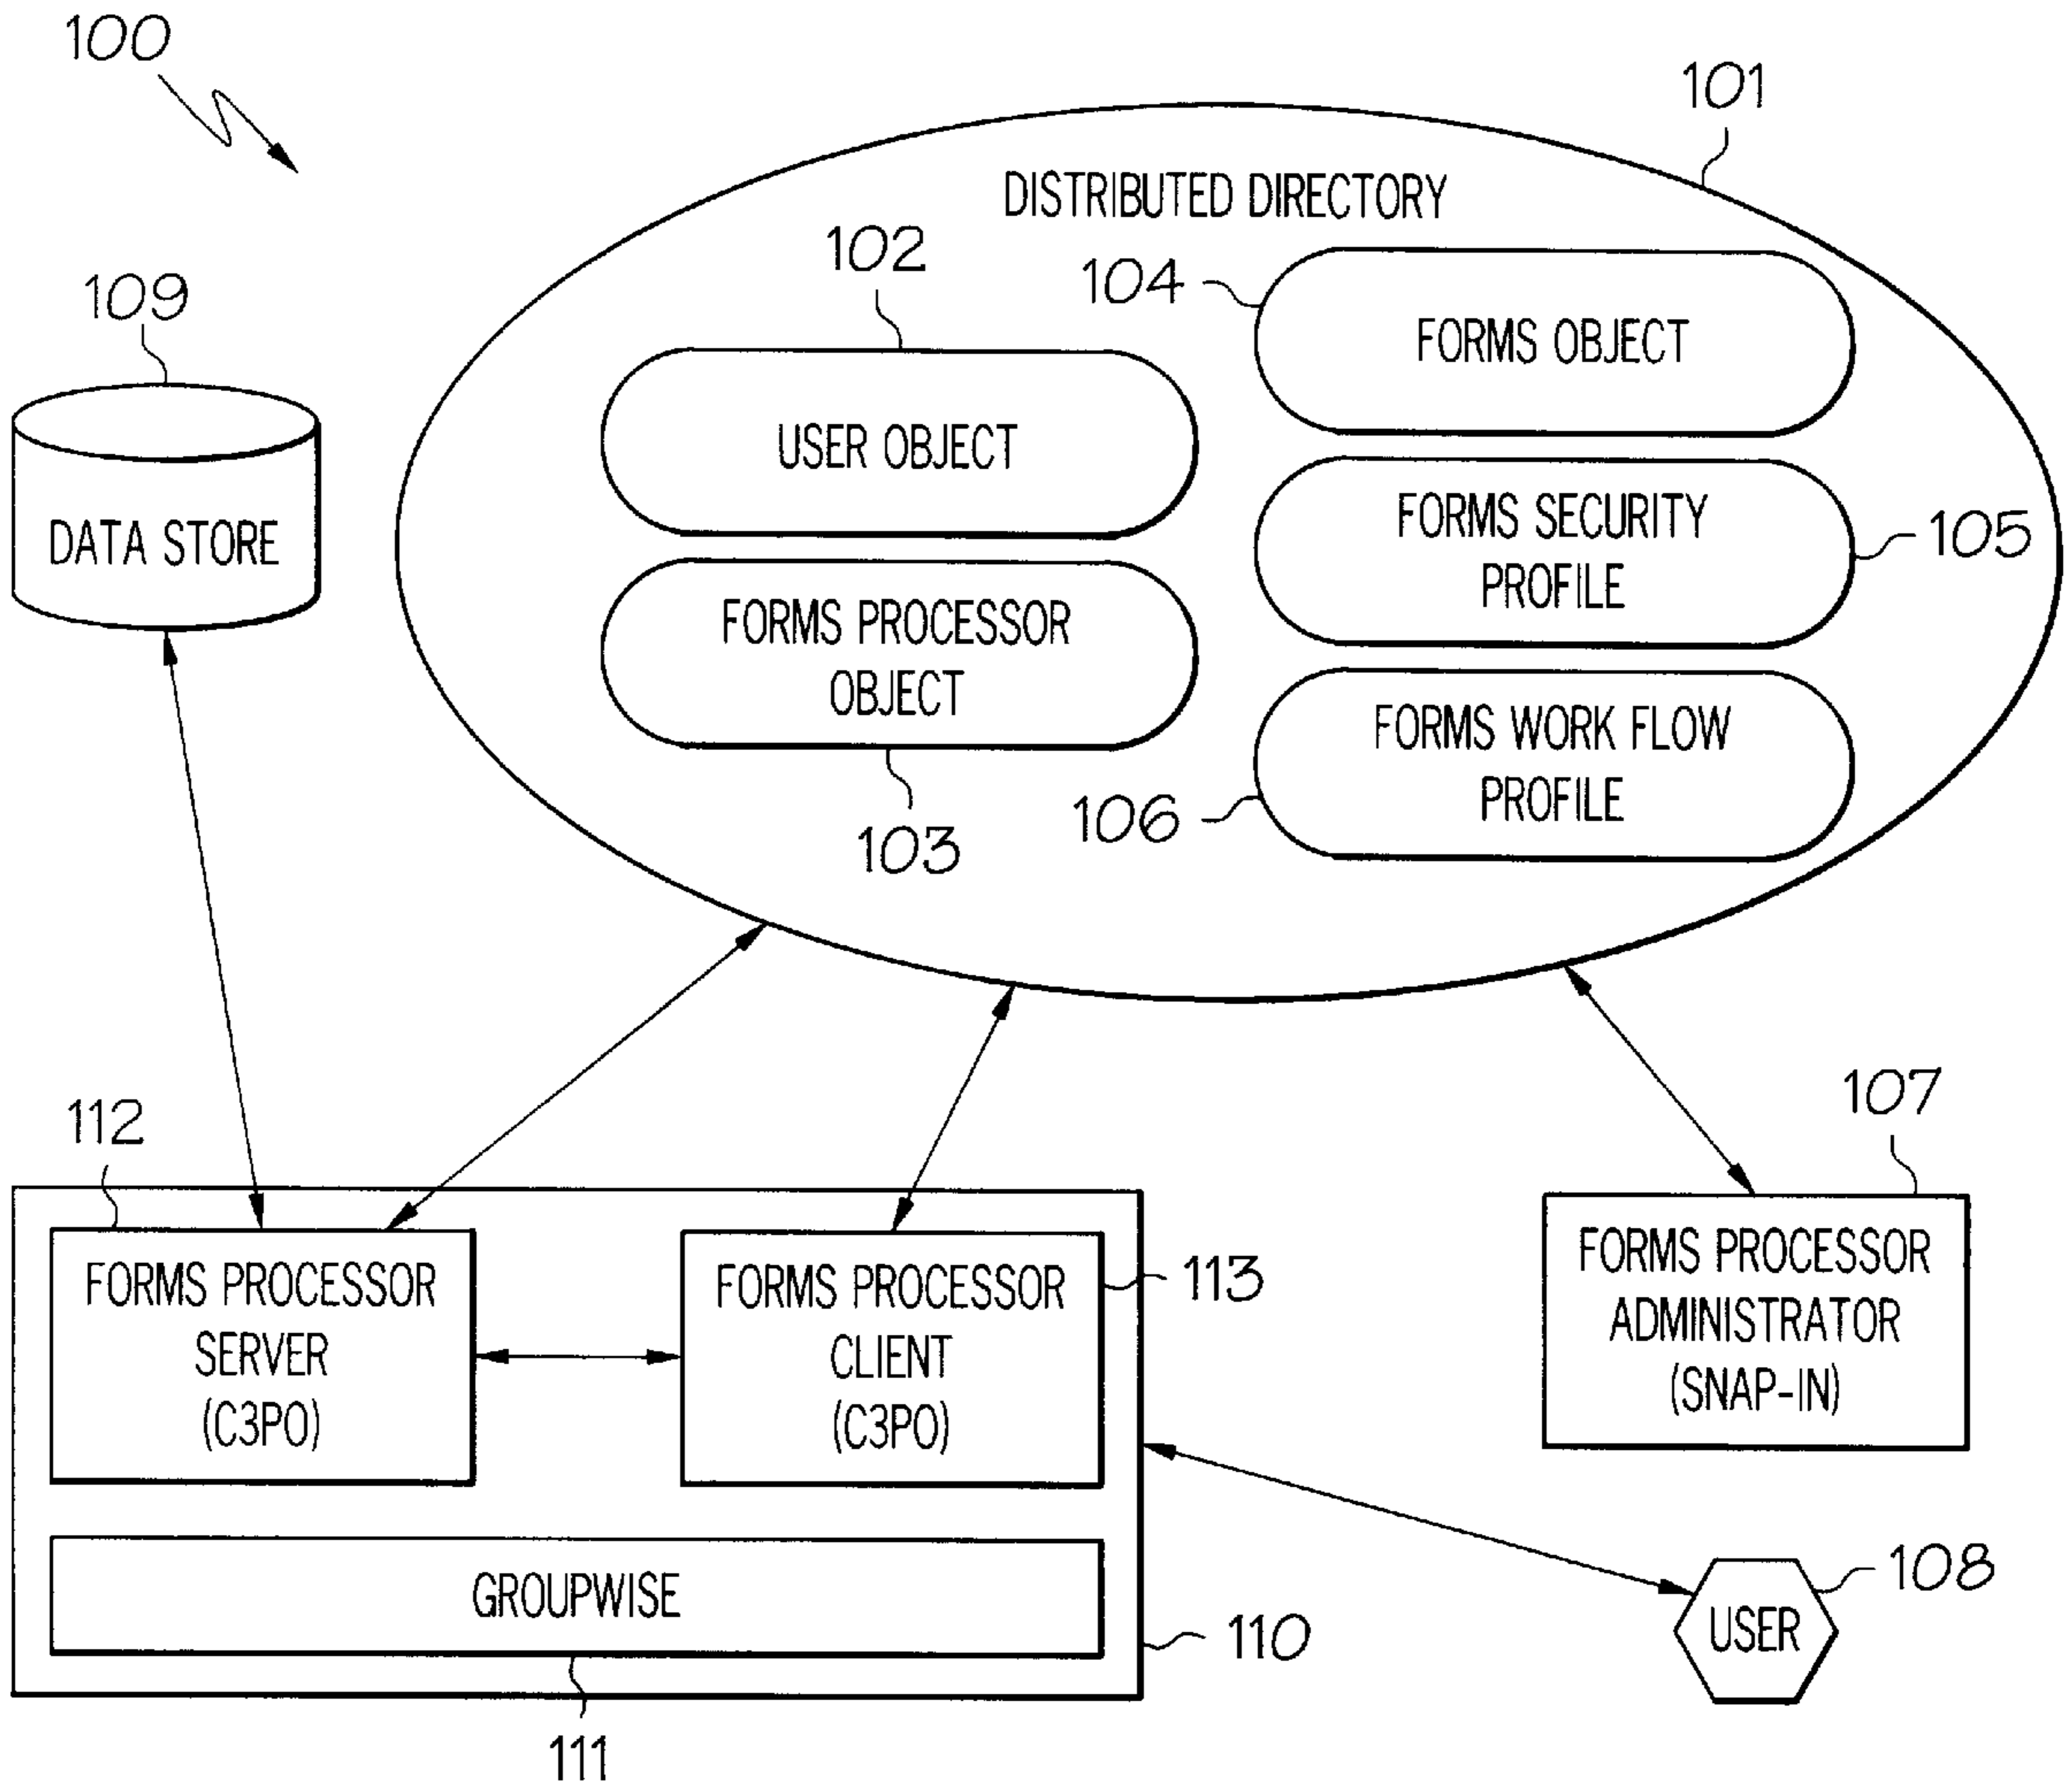 100
101
DISTRIBUTED DIRECTORY
102
104
FORMS OBJECT
109
USER OBJECT
FORMS SECURITY
PROFILE
105
DATA STORE
FORMS PROCESSOR
OBJECT
FORMS WORK FLOW
PROFILE
106
103
107
112
FORMS PROCESSOR
SERVER
(C3PO)
FORMS PROCESSOR
CLIENT
(C3PO)
113
FORMS PROCESSOR
ADMINISTRATOR
(SNAP-IN)
GROUPWISE
110
108
USER
111